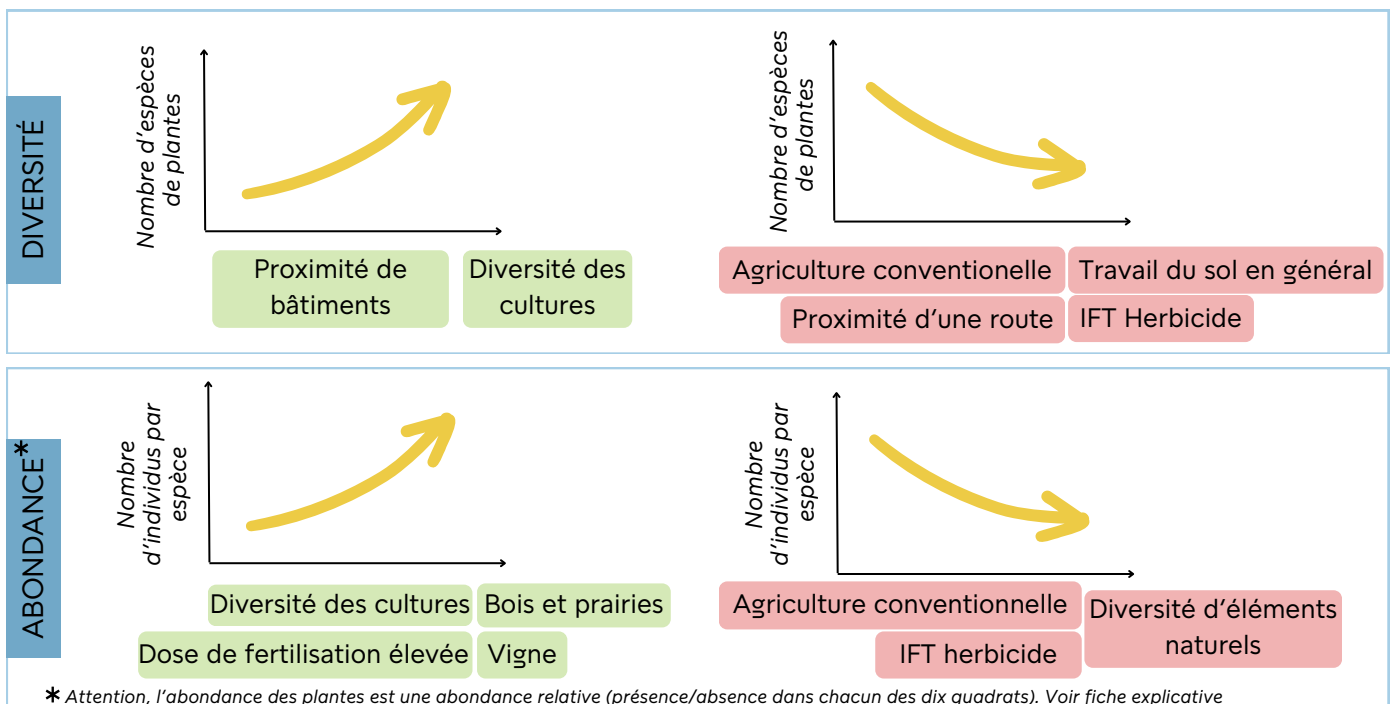 DIVERSITÉ
Nombre d'espèces
de plantes
Proximité de
bâtiments
Diversité des
cultures
Nombre d'espèces
de plantes
Agriculture conventionelle
Travail du sol en général
Proximité d'une route
IFT Herbicide
ABONDANCE*
Nombre
d'individus par
espèce
Diversité des cultures
Bois et prairies
Dose de fertilisation élevée
Vigne
Nombre
d'individus par
espèce
Agriculture conventionnelle
Diversité d'éléments
naturels
IFT herbicide
* Attention, l'abondance des plantes est une abondance relative (présence/absence dans chacun des dix quadrats). Voir fiche explicative